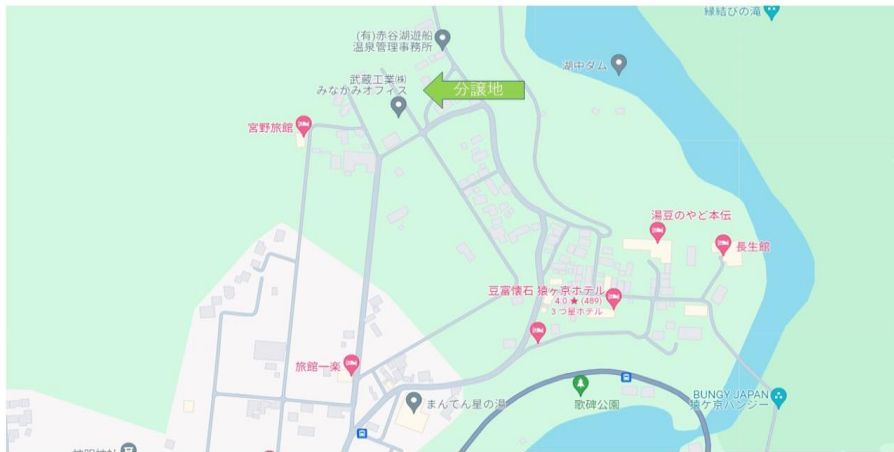 縁結びの滝
(有)赤谷湖遊船
温泉管理事務所
湖中ダム
武蔵工業㈱
みなかみオフィス
分譲地
宮野旅館
湯豆のやど本伝
長生館
豆富懐石 猿ヶ京ホテル
4.0 ★ (489)
3 つ星ホテル
旅館一楽
まんてん星の湯
歌碑公園
BUNGY JAPAN
猿ケ京バンジー